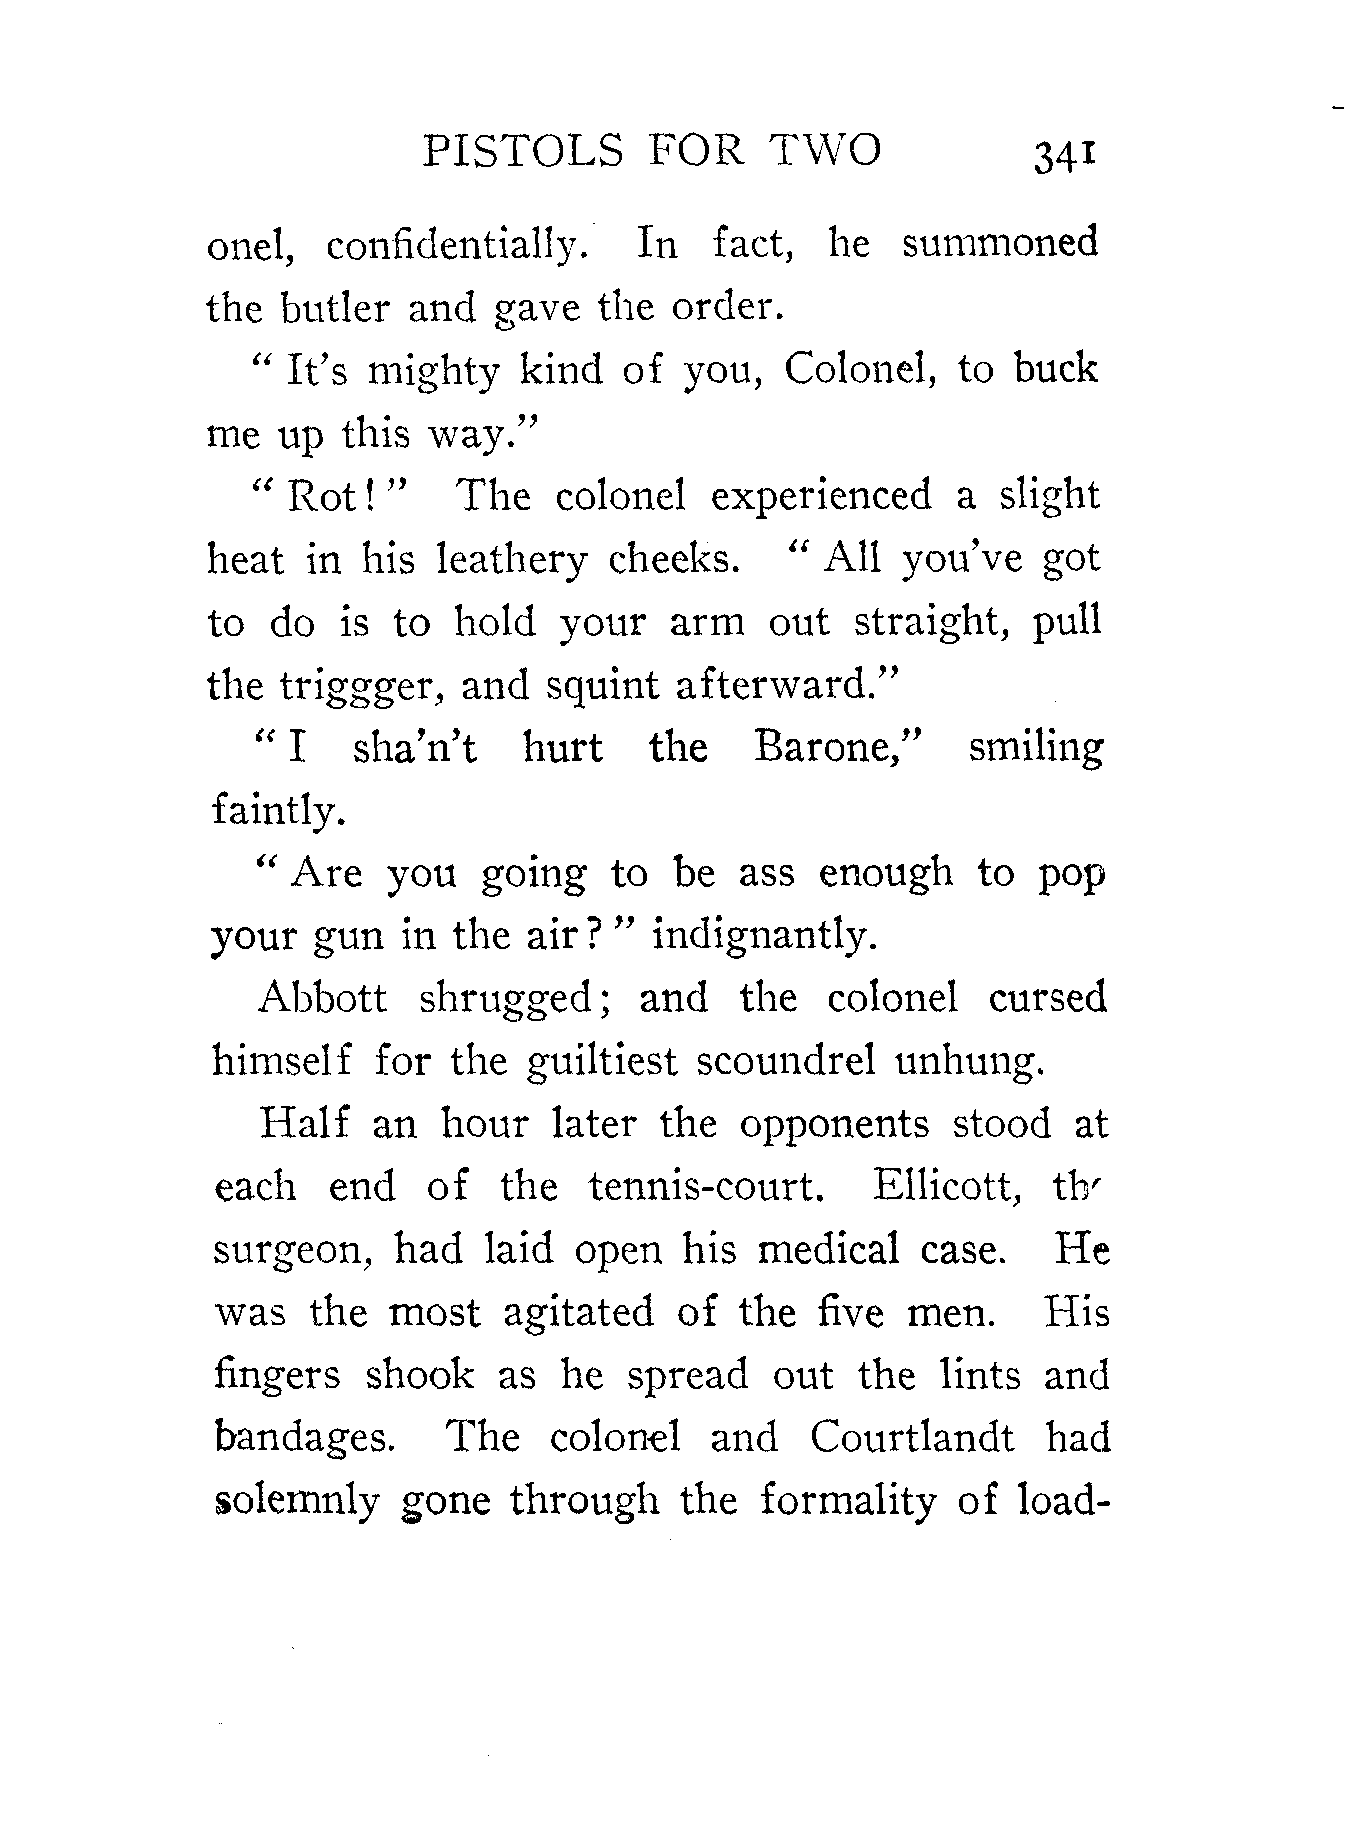 PISTOLS FOR TWO 341
onel, confidentially. In fact, he summoned
the butler and gave the order.
“ It’s mighty kind of you, Colonel, to buck
me up this way.”
“ Rot! ” The colonel experienced a slight
heat in his leathery cheeks. “ All you’ve got
to do is to hold your arm out straight, pull
the triggger, and squint afterward.”
“ I sha’n’t hurt the Barone,” smiling
faintly.
“ Are you going to be ass enough to pop
your gun in the air? ” indignantly.
Abbott shrugged; and the colonel cursed
himself for the guiltiest scoundrel unhung.
Half an hour later the opponents stood at
each end of the tennis-court. Ellicott, the
surgeon, had laid open his medical case. He
was the most agitated of the five men. His
fingers shook as he spread out the lints and
bandages. The colonel and Courtlandt had
solemnly gone through the formality of load-